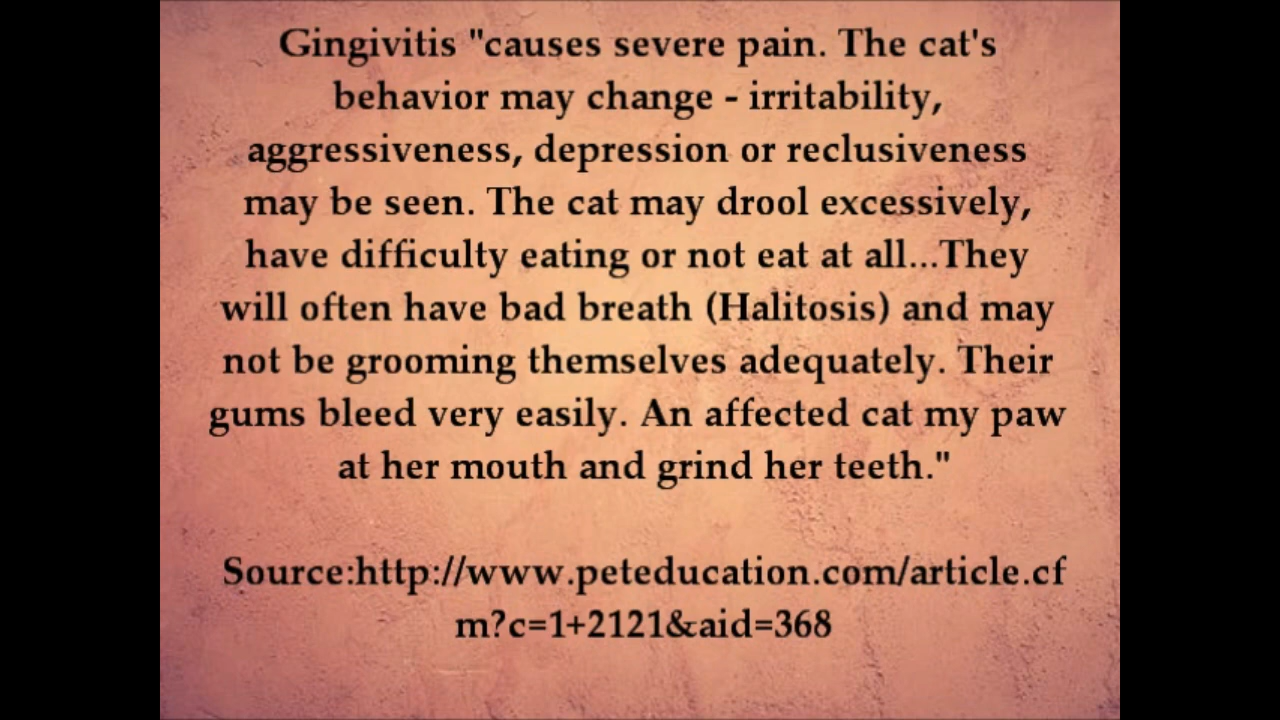 Gingivitis "causes severe pain. The cat's
behavior may change - irritability,
aggressiveness, depression or reclusiveness
may be seen. The cat may drool excessively,
have difficulty eating or not eat at all...They
will often have bad breath (Halitosis) and may
not be grooming themselves adequately. Their
gums bleed very easily. An affected cat my paw
at her mouth and grind her teeth."
Source:http://www.peteducation.com/article.cf
m?c=1+2121&aid=368